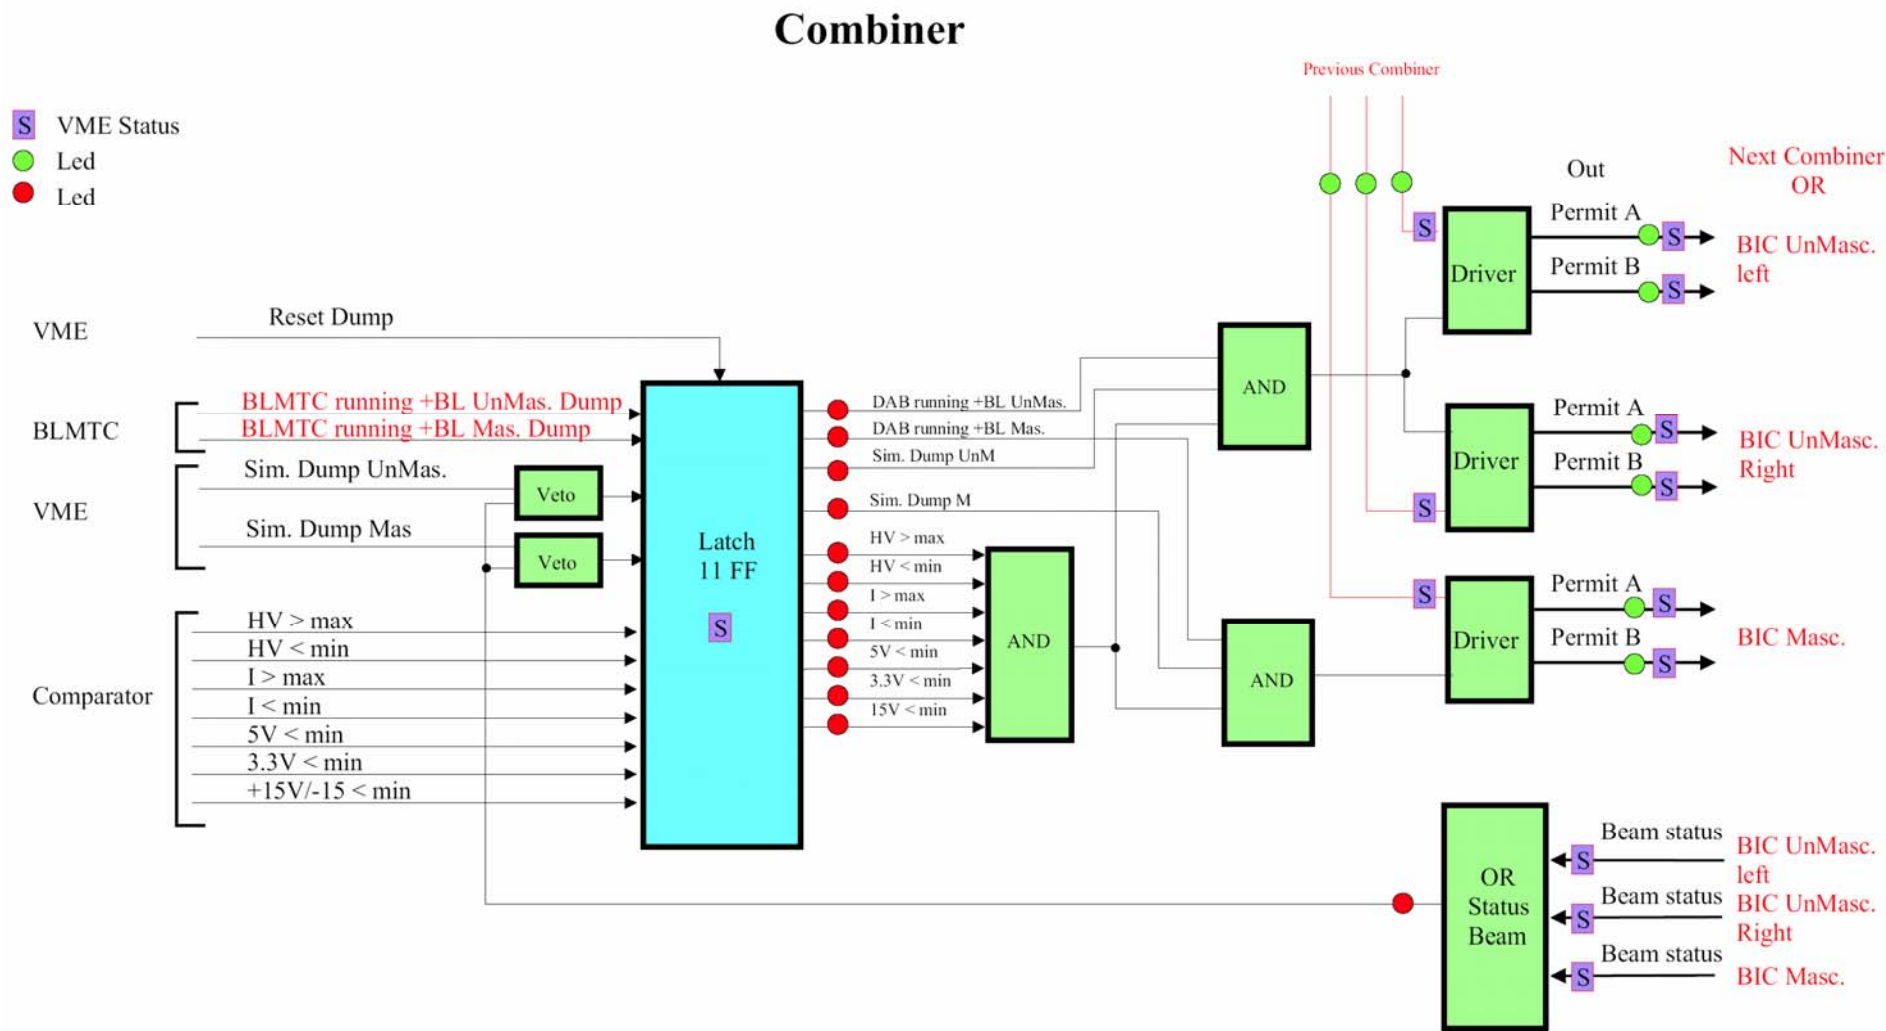 Combiner
Previous Combiner
S VME Status
Led
Led
Next Combiner
OR
Out
Permit A
S
S
BIC UnMasc.
left
Driver
Permit B
S
VME
Reset Dump
AND
BLMTC
BLMTC running +BL UnMas. Dump
BLMTC running +BL Mas. Dump
DAB running +BL UnMas.
DAB running +BL Mas.
Sim. Dump UnM
Sim. Dump M
Permit A
S
BIC UnMasc.
Right
Driver
Permit B
S
S
VME
Sim. Dump UnMas.
Veto
Sim. Dump Mas
Veto
Latch
11 FF
S
HV > max
HV < min
I > max
I < min
5V < min
3.3V < min
15V < min
AND
AND
S
Permit A
S
Driver
BIC Masc.
Permit B
S
Comparator
HV > max
HV < min
I > max
I < min
5V < min
3.3V < min
+15V/-15 < min
OR
Status
Beam
Beam status
S
BIC UnMasc.
left
Beam status
S
BIC UnMasc.
Right
Beam status
S
BIC Masc.